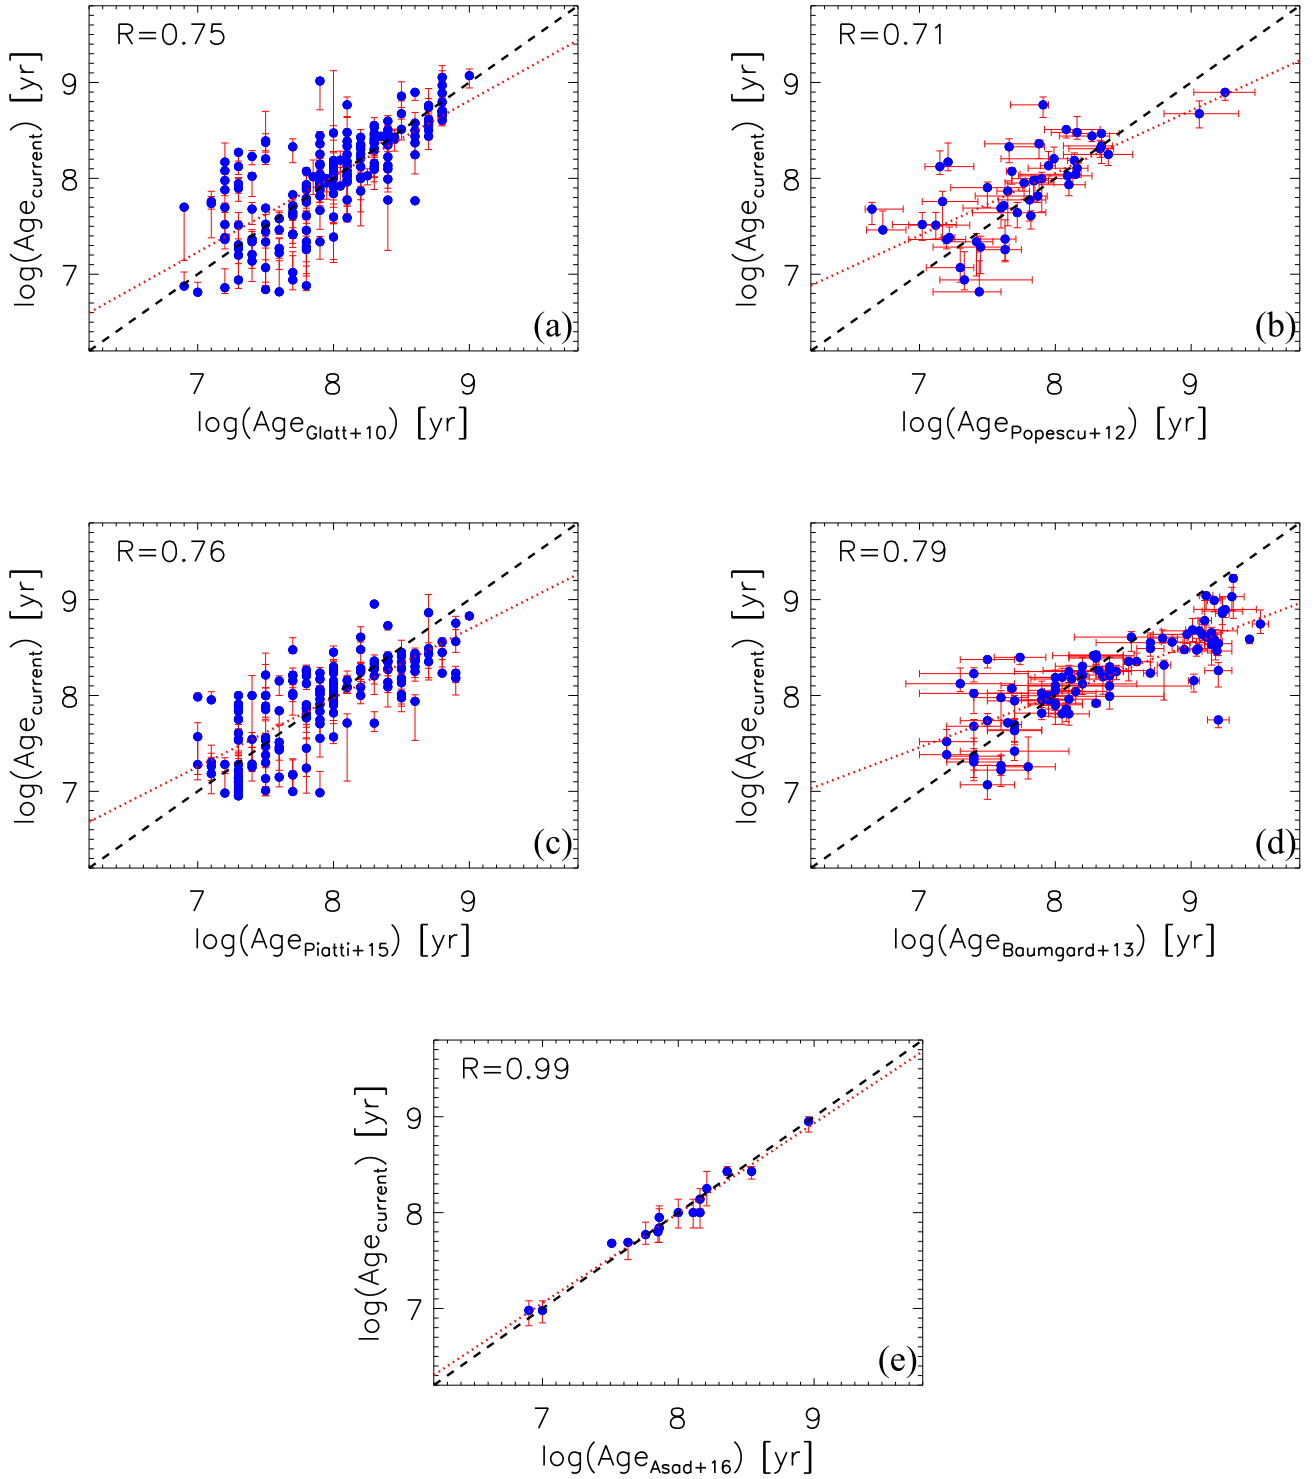 R=0.75
log(Age_current) [yr]
9
8
7
(a)
7 8 9
log(Age_Glatt+10) [yr]
R=0.71
log(Age_current) [yr]
9
8
7
(b)
7 8 9
log(Age_Popescu+12) [yr]
R=0.76
log(Age_current) [yr]
9
8
7
(c)
7 8 9
log(Age_Piatti+15) [yr]
R=0.79
log(Age_current) [yr]
9
8
7
(d)
7 8 9
log(Age_Baumgard+13) [yr]
R=0.99
log(Age_current) [yr]
9
8
7
(e)
7 8 9
log(Age_Asad+16) [yr]